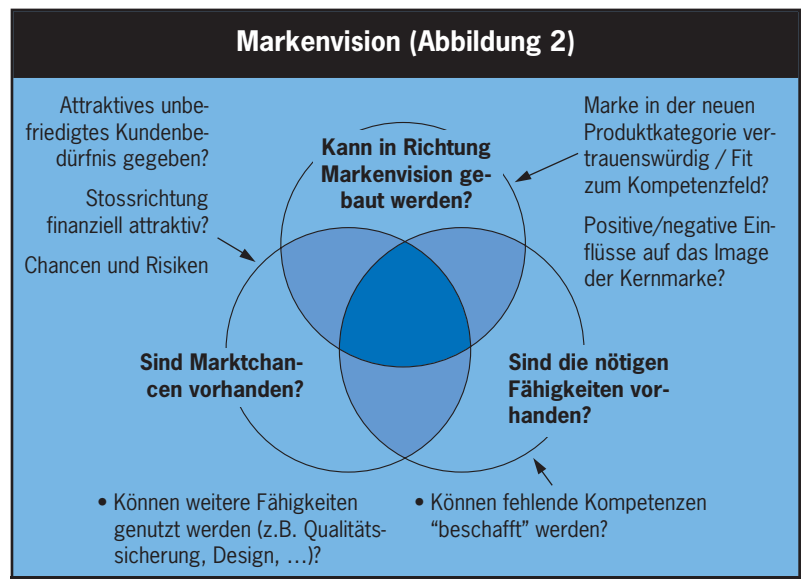 Markenvision (Abbildung 2)
Attraktives unbe-
friedigtes Kundenbe-
dürfnis gegeben?
Stossrichtung
finanziell attraktiv?
Chancen und Risiken
Kann in Richtung
Markenvision ge-
baut werden?
Marke in der neuen
Produktkategorie ver-
trauenswürdig / Fit
zum Kompetenzfeld?
Positive/negative Ein-
flüsse auf das Image
der Kernmarke?
Sind Marktchan-
cen vorhanden?
Sind die nötigen
Fähigkeiten vor-
handen?
• Können weitere Fähigkeiten
genutzt werden (z.B. Qualitäts-
sicherung, Design, …)?
• Können fehlende Kompetenzen
“beschafft” werden?